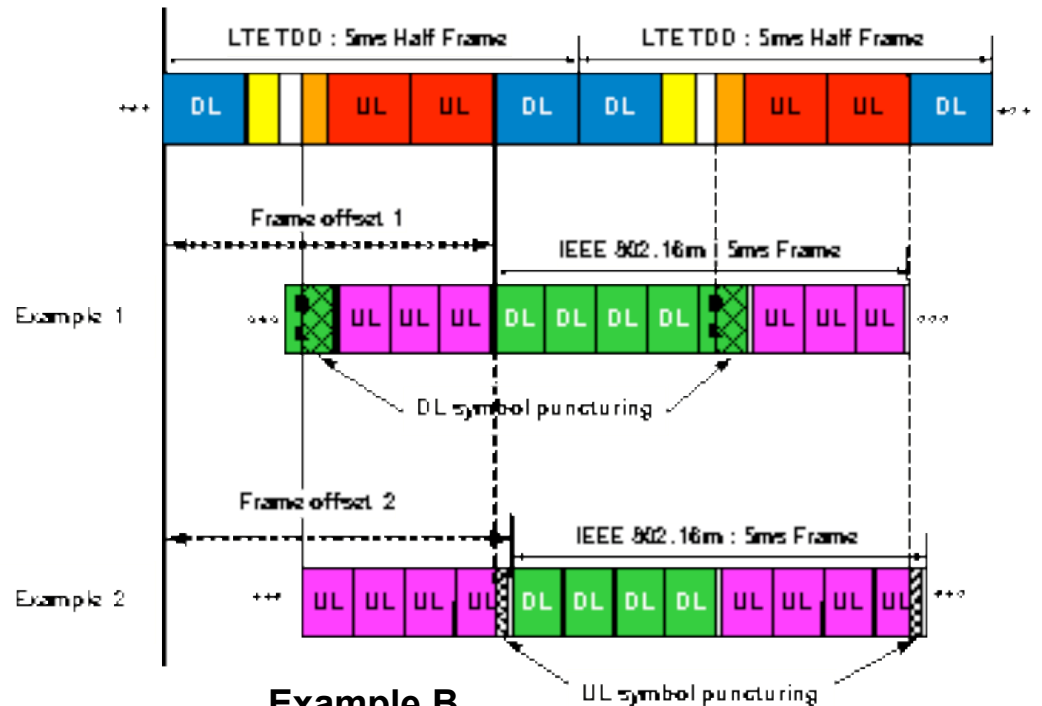 LTE TDD : 5ms Half Frame LTE TDD : 5ms Half Frame
DL UL UL DL DL UL UL DL
Frame offset 1
IEEE 802.16m : 5ms Frame
Example 1
UL UL UL DL DL DL DL UL UL UL
DL symbol puncturing
Frame offset 2
IEEE 802.16m : 5ms Frame
Example 2
UL UL UL UL DL DL DL DL UL UL UL UL
UL symbol puncturing
Example B